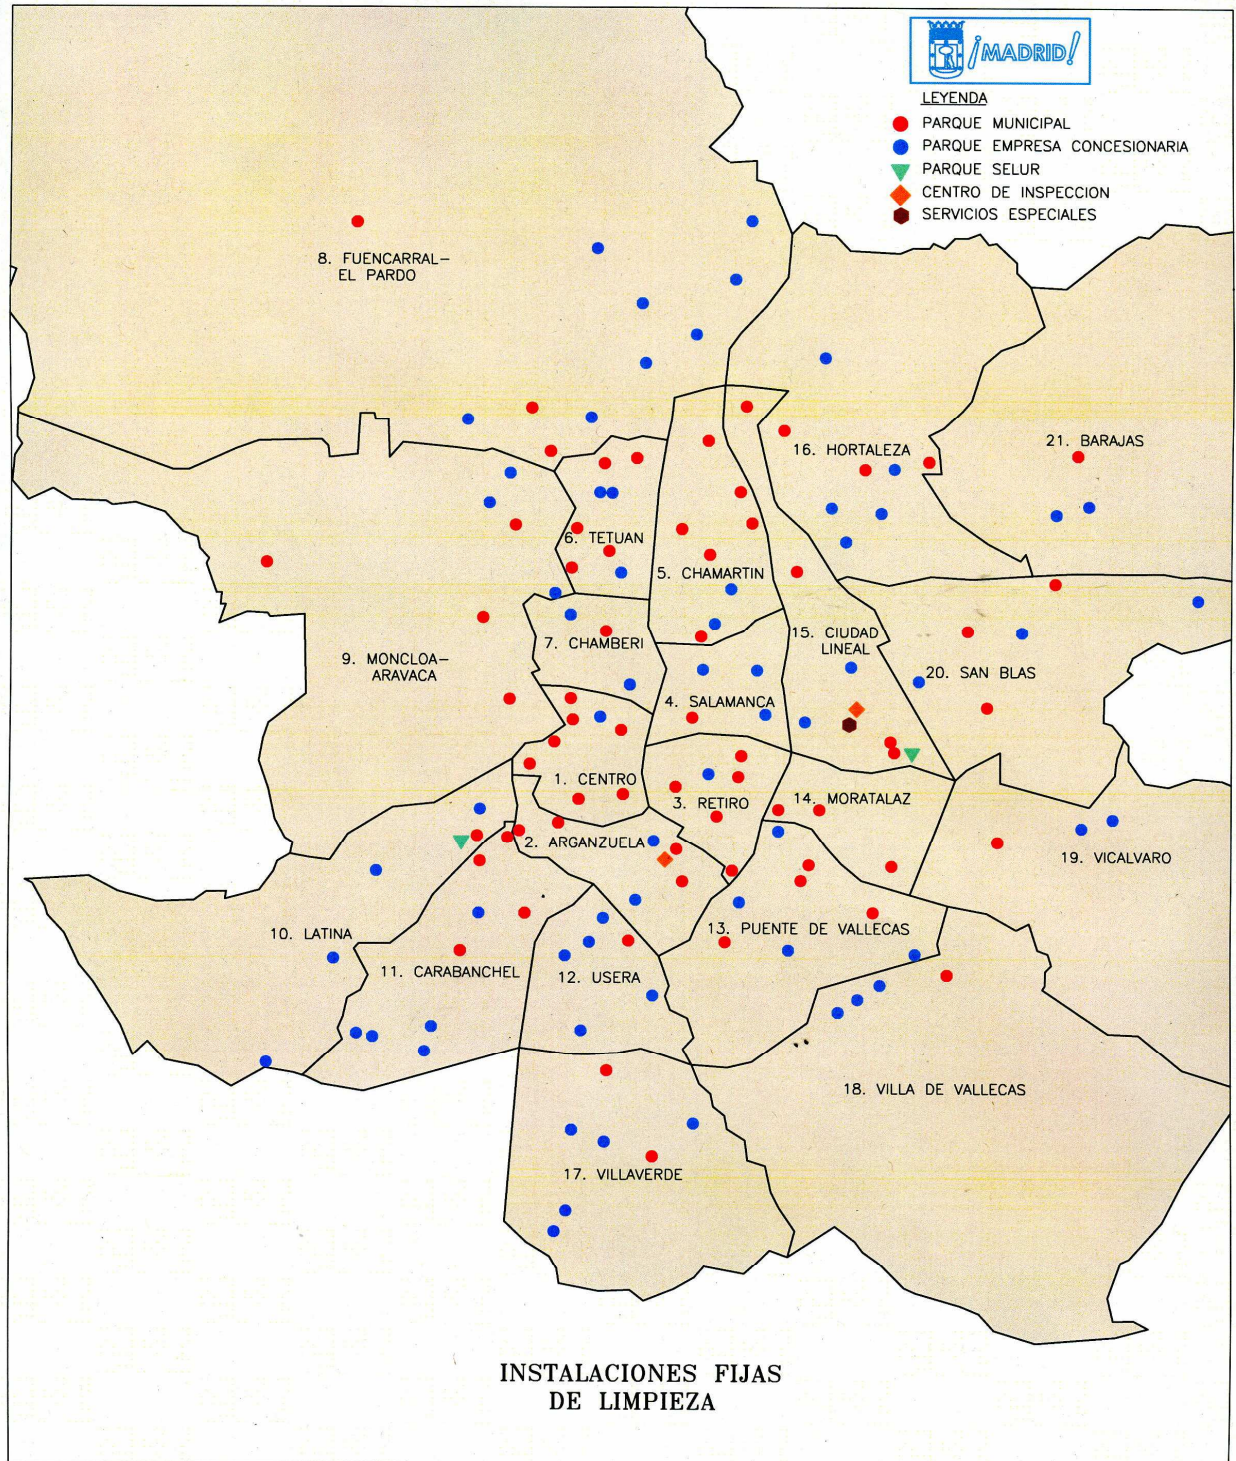 ¡MADRID!
LEYENDA
PARQUE MUNICIPAL
PARQUE EMPRESA CONCESIONARIA
PARQUE SELUR
CENTRO DE INSPECCION
SERVICIOS ESPECIALES
8. FUENCARRAL-
EL PARDO
16. HORTALEZA
21. BARAJAS
6. TETUAN
5. CHAMARTIN
7. CHAMBERI
15. CIUDAD
LINEAL
9. MONCLOA-
ARAVACA
20. SAN BLAS
4. SALAMANCA
1. CENTRO
3. RETIRO
14. MORATALAZ
2. ARGANZUELA
19. VICALVARO
10. LATINA
13. PUENTE DE VALLECAS
11. CARABANCHEL
12. USERA
18. VILLA DE VALLECAS
17. VILLAVERDE
INSTALACIONES FIJAS
DE LIMPIEZA